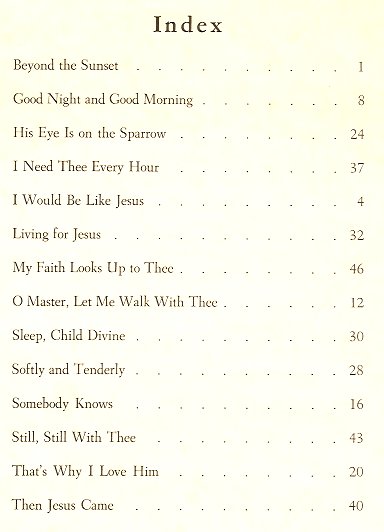 Index
Beyond the Sunset . . . . . . . . . . 1
Good Night and Good Morning . . . . . . . 8
His Eye Is on the Sparrow . . . . . . . . 24
I Need Thee Every Hour . . . . . . . . 37
I Would Be Like Jesus . . . . . . . . . 4
Living for Jesus . . . . . . . . . . . 32
My Faith Looks Up to Thee . . . . . . . . 46
O Master, Let Me Walk With Thee . . . . . . 12
Sleep, Child Divine . . . . . . . . . . 30
Softly and Tenderly . . . . . . . . . . 28
Somebody Knows . . . . . . . . . . 16
Still, Still With Thee . . . . . . . . . 43
That's Why I Love Him . . . . . . . . 20
Then Jesus Came . . . . . . . . . . 40